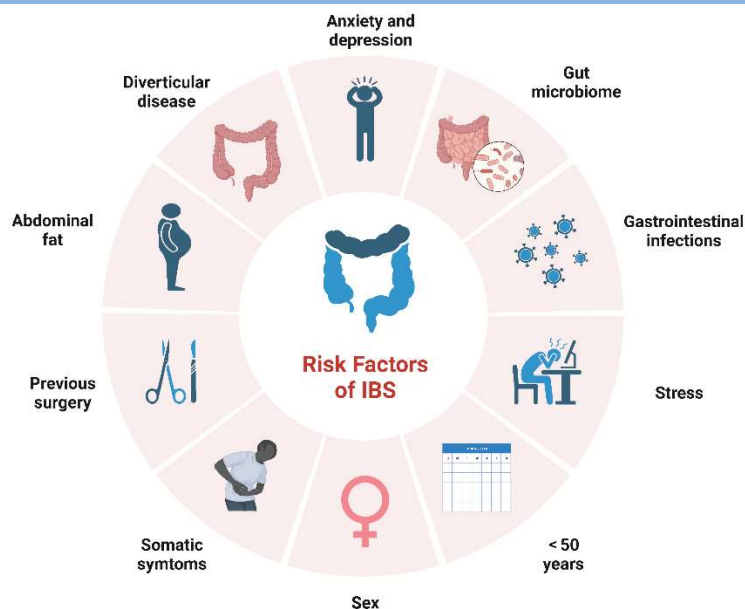 Anxiety and
depression
Gut
microbiome
Gastrointestinal
infections
Stress
< 50
years
Sex
Somatic
symtoms
Previous
surgery
Abdominal
fat
Diverticular
disease
Risk Factors
of IBS